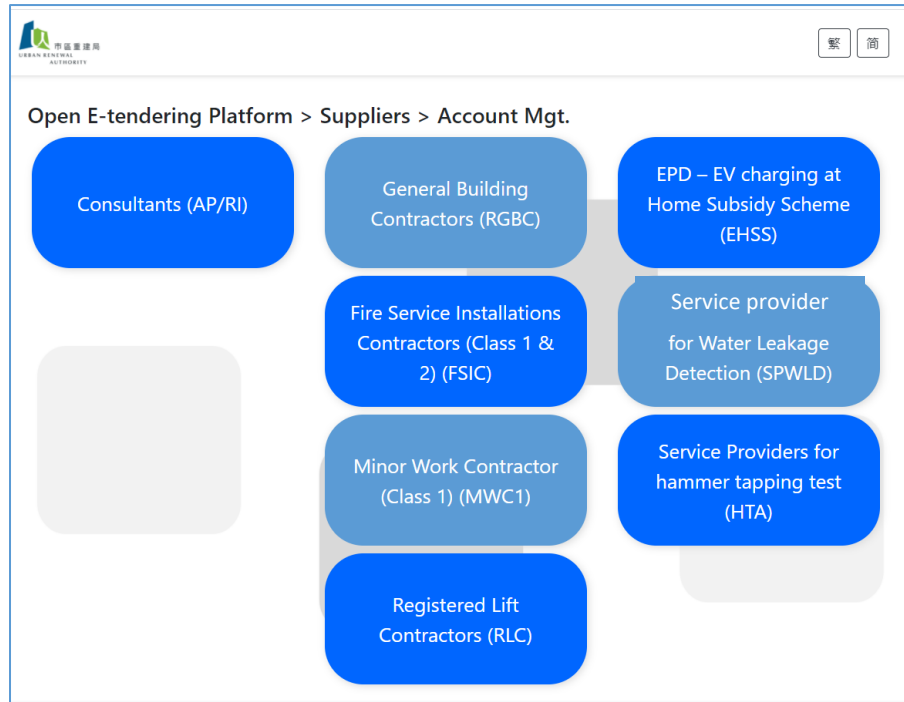 市區重建局
URBAN RENEWAL
AUTHORITY
繁
简
Open E-tendering Platform > Suppliers > Account Mgt.
Consultants (AP/RI)
General Building
Contractors (RGBC)
EPD – EV charging at
Home Subsidy Scheme
(EHSS)
Fire Service Installations
Contractors (Class 1 &
2) (FSIC)
Service provider
for Water Leakage
Detection (SPWLD)
Minor Work Contractor
(Class 1) (MWC1)
Service Providers for
hammer tapping test
(HTA)
Registered Lift
Contractors (RLC)